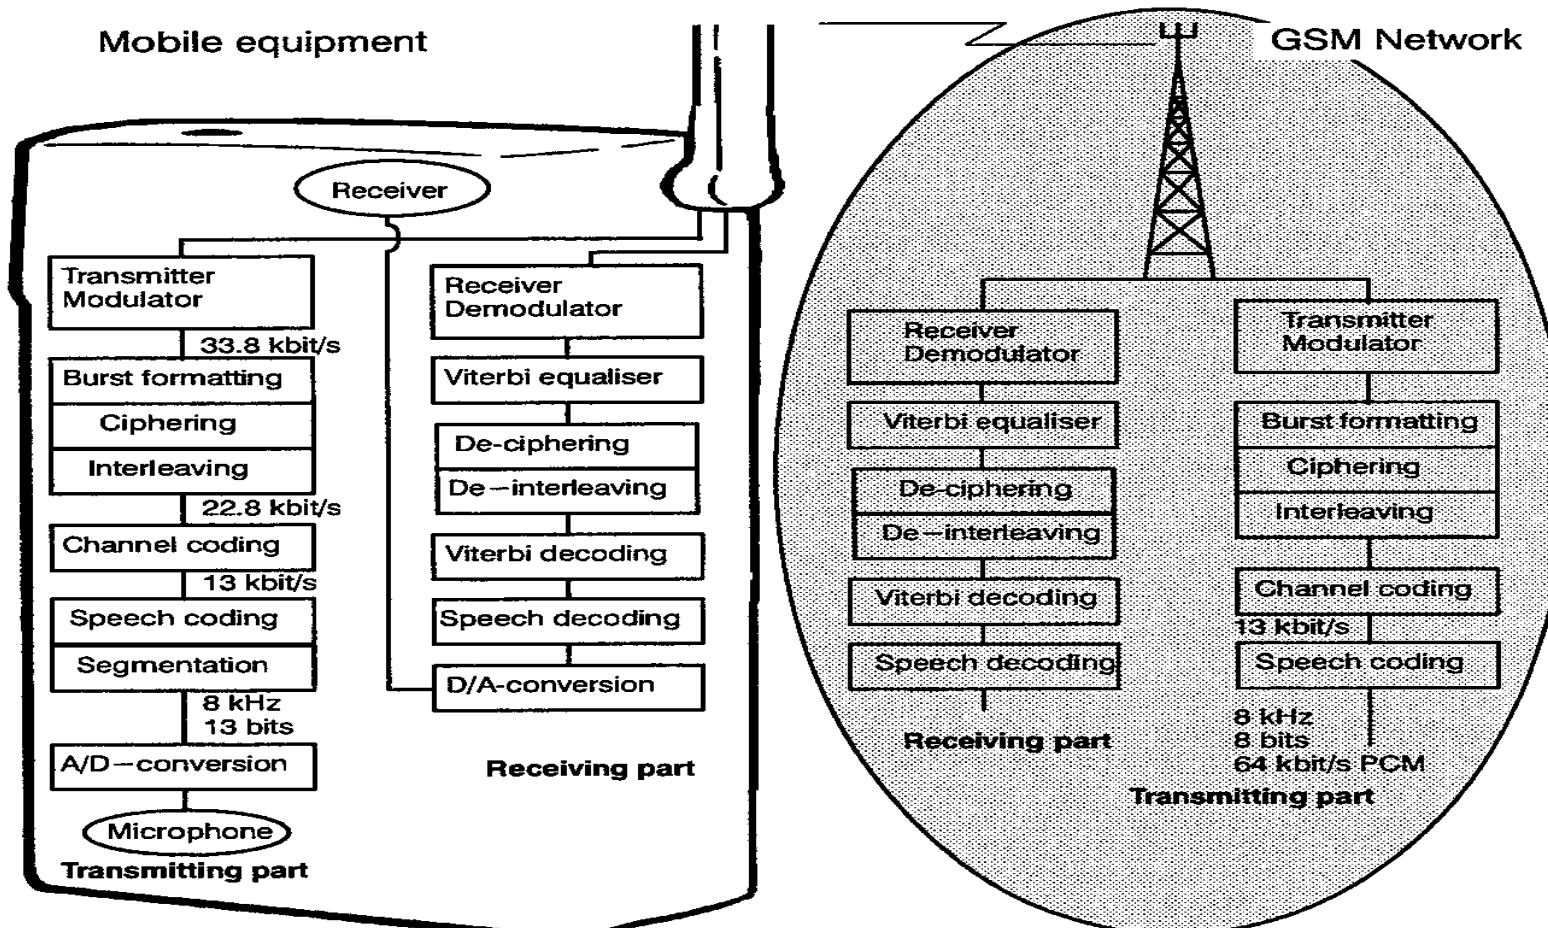 Mobile equipment
GSM Network
Receiver
Transmitter
Modulator
33.8 kbit/s
Burst formatting
Ciphering
Interleaving
22.8 kbit/s
Channel coding
13 kbit/s
Speech coding
Segmentation
8 kHz
13 bits
A/D–conversion
Microphone
Transmitting part
Receiver
Demodulator
Viterbi equaliser
De-ciphering
De–interleaving
Viterbi decoding
Speech decoding
D/A-conversion
Receiving part
Receiver
Demodulator
Viterbi equaliser
De-ciphering
De–interleaving
Viterbi decoding
Speech decoding
Receiving part
Transmitter
Modulator
Burst formatting
Ciphering
Interleaving
Channel coding
13 kbit/s
Speech coding
8 kHz
8 bits
64 kbit/s PCM
Transmitting part